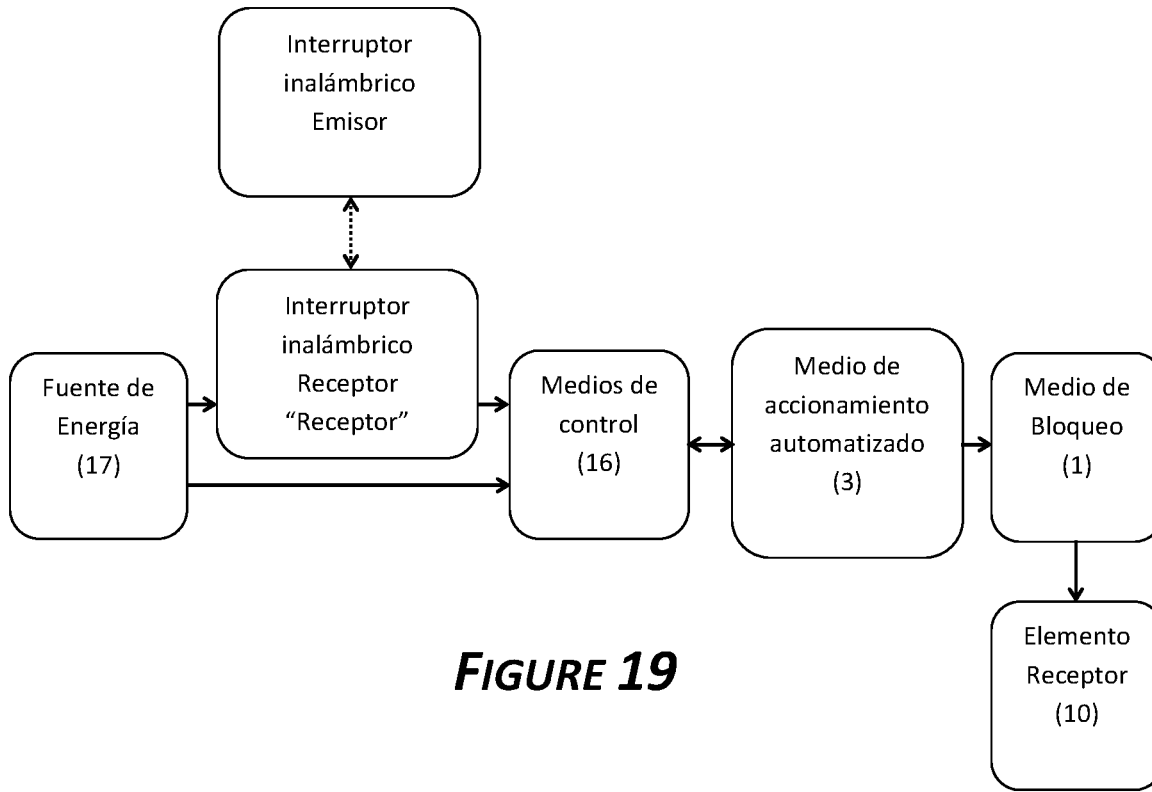 Interruptor
inalámbrico
Emisor
Interruptor
inalámbrico
Receptor
“Receptor”
Fuente de
Energía
(17)
Medios de
control
(16)
Medio de
accionamiento
automatizado
(3)
Medio de
Bloqueo
(1)
Elemento
Receptor
(10)
FIGURE 19